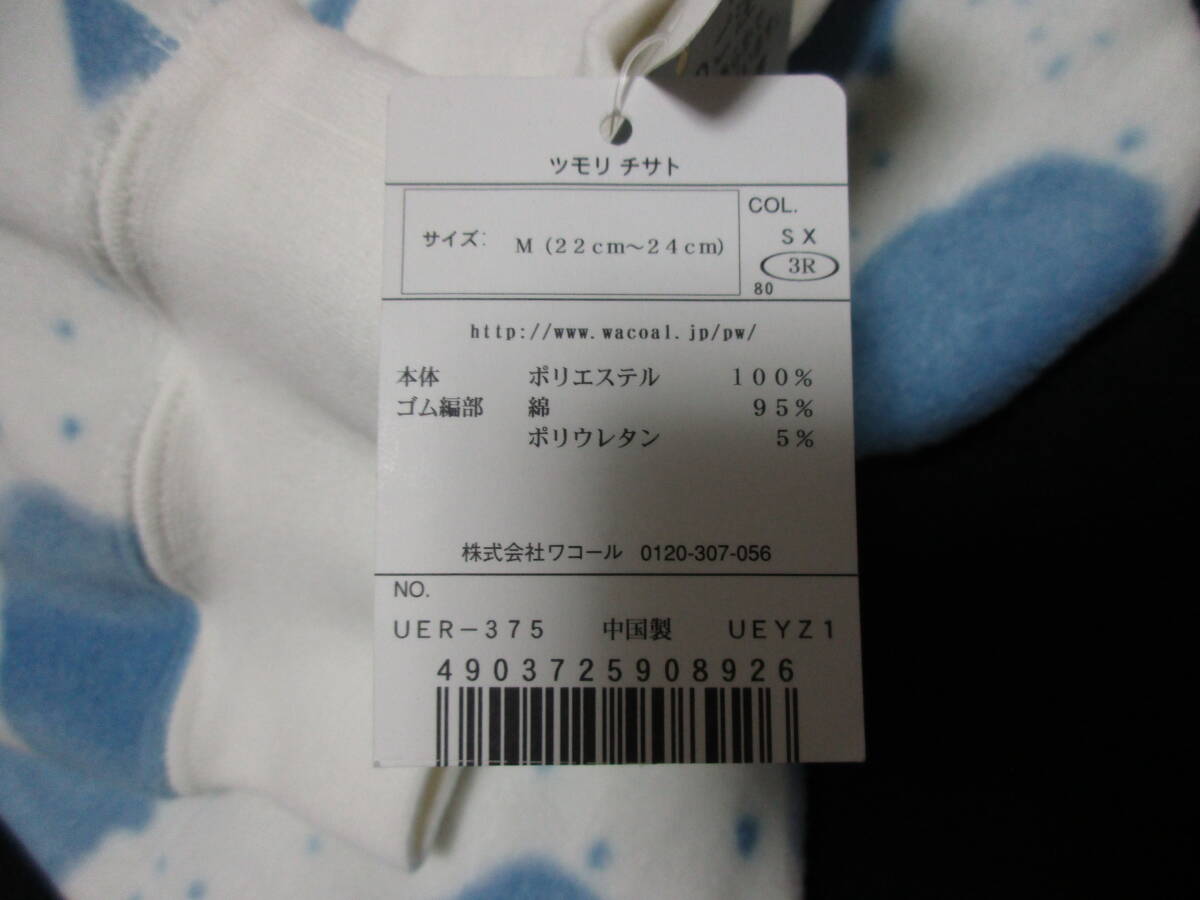 ツモリ チサト
サイズ: M (22cm～24cm)
COL.
SX
3R
80
http://www.wacoal.jp/pw/
本体 ポリエステル 100%
ゴム編部 綿 95%
ポリウレタン 5%
株式会社ワコール 0120-307-056
NO.
UER-375 中国製 UEYZ1
4903725908926